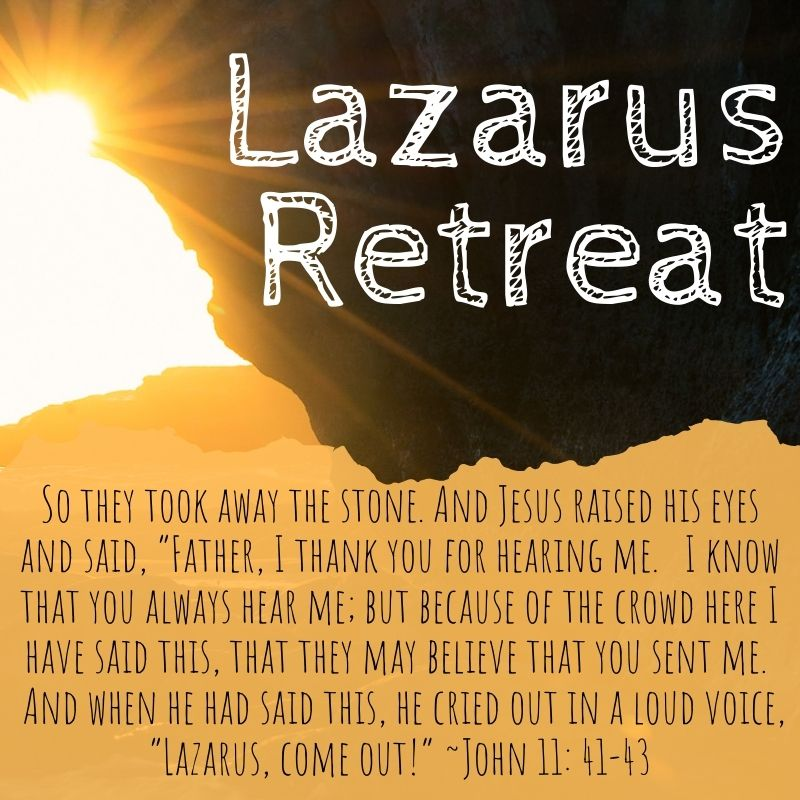 Lazarus
Retreat
So they took away the stone. And Jesus raised his eyes
and said, "Father, I thank you for hearing me. I know
that you always hear me; but because of the crowd here I
have said this, that they may believe that you sent me.
And when he had said this, he cried out in a loud voice,
"Lazarus, come out!" ~John 11: 41-43